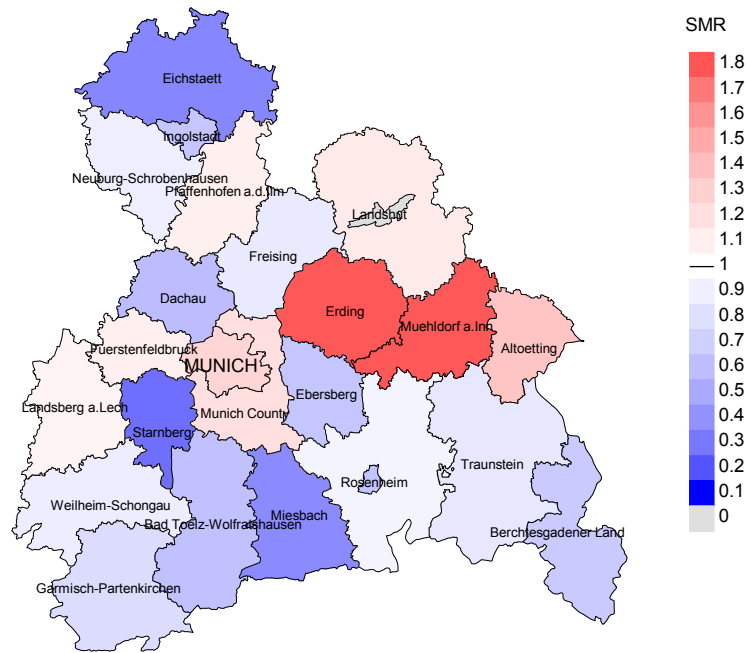 SMR
1.8
1.7
1.6
1.5
1.4
1.3
1.2
1.1
1
0.9
0.8
0.7
0.6
0.5
0.4
0.3
0.2
0.1
0
Eichstaett
Ingolstadt
Neuburg-Schrobenhausen
Pfaffenhofen a.d.Ilm
Landshut
Freising
Dachau
Erding
Muehldorf a.Inn
Altoetting
Fuerstenfeldbruck
MUNICH
Ebersberg
Landsberg a.Lech
Munich County
Starnberg
Traunstein
Rosenheim
Weilheim-Schongau
Miesbach
Bad Toelz-Wolfratshausen
Berchtesgadener Land
Garmisch-Partenkirchen